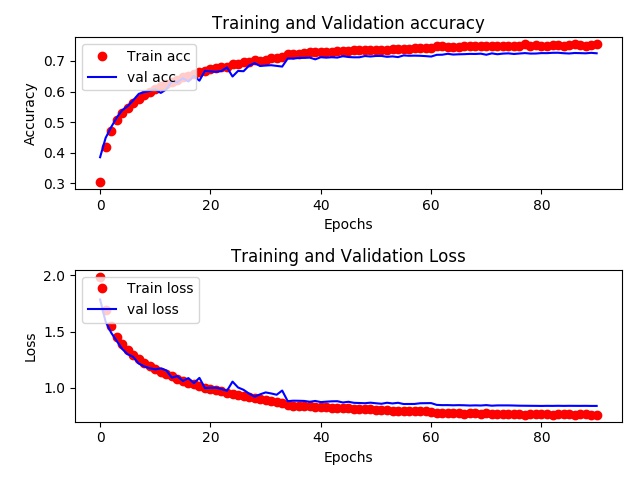 Training and Validation accuracy
Train acc
val acc
Accuracy
0.7
0.6
0.5
0.4
0.3
0 20 40 60 80
Epochs
Training and Validation Loss
Train loss
val loss
Loss
2.0
1.5
1.0
0 20 40 60 80
Epochs